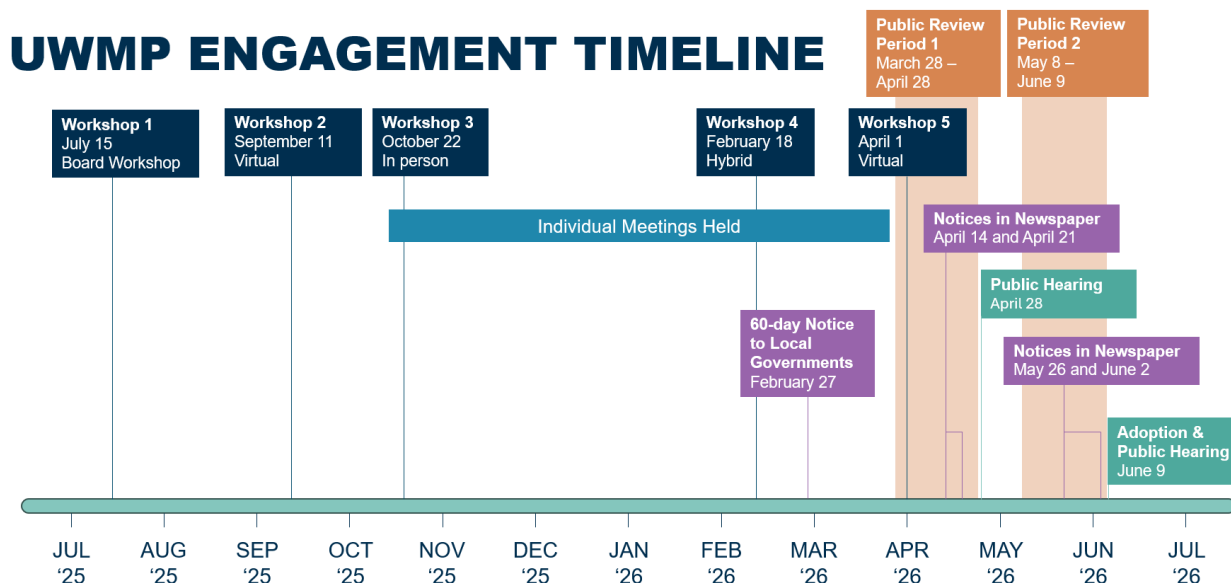 UWMP ENGAGEMENT TIMELINE
Public Review
Period 1
March 28 –
April 28
Public Review
Period 2
May 8 –
June 9
Workshop 1
July 15
Board Workshop
Workshop 2
September 11
Virtual
Workshop 3
October 22
In person
Workshop 4
February 18
Hybrid
Workshop 5
April 1
Virtual
Individual Meetings Held
Notices in Newspaper
April 14 and April 21
Public Hearing
April 28
60-day Notice
to Local
Governments
February 27
Notices in Newspaper
May 26 and June 2
Adoption &
Public Hearing
June 9
JUL
‘25
AUG
‘25
SEP
‘25
OCT
‘25
NOV
‘25
DEC
‘25
JAN
‘26
FEB
‘26
MAR
‘26
APR
‘26
MAY
‘26
JUN
‘26
JUL
‘26